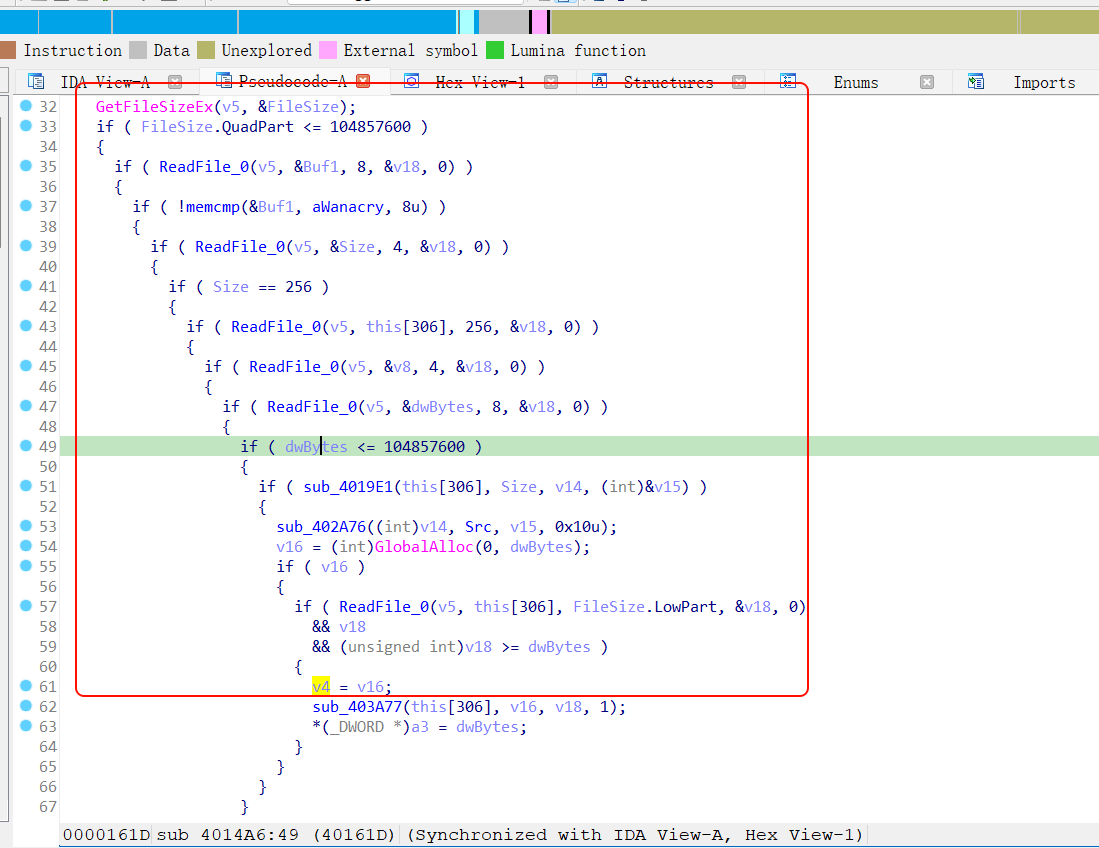 Instruction Data Unexplored External symbol Lumina function
IDA View-A Pseudocode-A Hex View-1 Structures Enums Imports
32 GetFileSizeEx(v5, &FileSize);
33 if ( FileSize.QuadPart <= 104857600 )
34 {
35 if ( ReadFile_0(v5, &Buf1, 8, &v18, 0) )
36 {
37 if ( !memcmp(&Buf1, aWanacry, 8u) )
38 {
39 if ( ReadFile_0(v5, &Size, 4, &v18, 0) )
40 {
41 if ( Size == 256 )
42 {
43 if ( ReadFile_0(v5, this[306], 256, &v18, 0) )
44 {
45 if ( ReadFile_0(v5, &v8, 4, &v18, 0) )
46 {
47 if ( ReadFile_0(v5, &dwBytes, 8, &v18, 0) )
48 {
49 if ( dwBytes <= 104857600 )
50 {
51 if ( sub_4019E1(this[306], Size, v14, (int)&v15) )
52 {
53 sub_402A76((int)v14, Src, v15, 0x10u);
54 v16 = (int)GlobalAlloc(0, dwBytes);
55 if ( v16 )
56 {
57 if ( ReadFile_0(v5, this[306], FileSize.LowPart, &v18, 0)
58 && v18
59 && (unsigned int)v18 >= dwBytes )
60 {
61 v4 = v16;
62 sub_403A77(this[306], v16, v18, 1);
63 *(_DWORD *)a3 = dwBytes;
64 }
65 }
66 }
67 }
0000161D sub_4014A6:49 (40161D) (Synchronized with IDA View-A, Hex View-1)